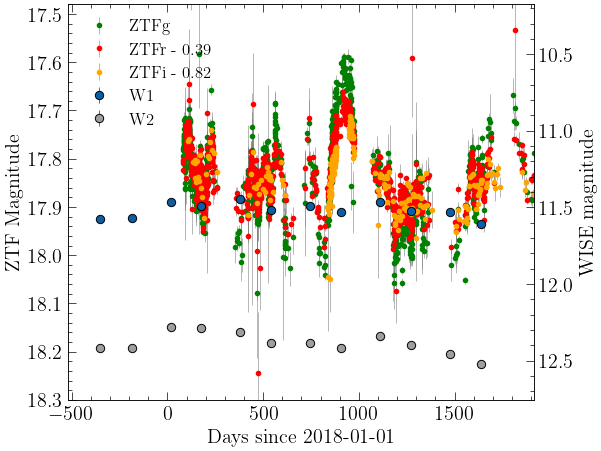 17.5
17.6
17.7
17.8
17.9
18.0
18.1
18.2
18.3
ZTF Magnitude
ZTFg
ZTFr - 0.39
ZTFi - 0.82
W1
W2
10.5
11.0
11.5
12.0
12.5
WISE magnitude
−500
0
500
1000
1500
Days since 2018-01-01